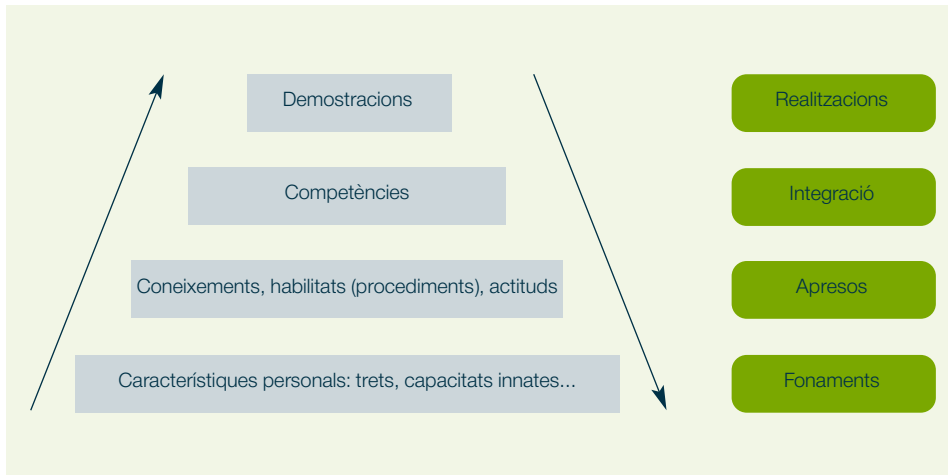 Demostracions
Realitzacions
Competències
Integració
Coneixements, habilitats (procediments), actituds
Apresos
Característiques personals: trets, capacitats innates...
Fonaments